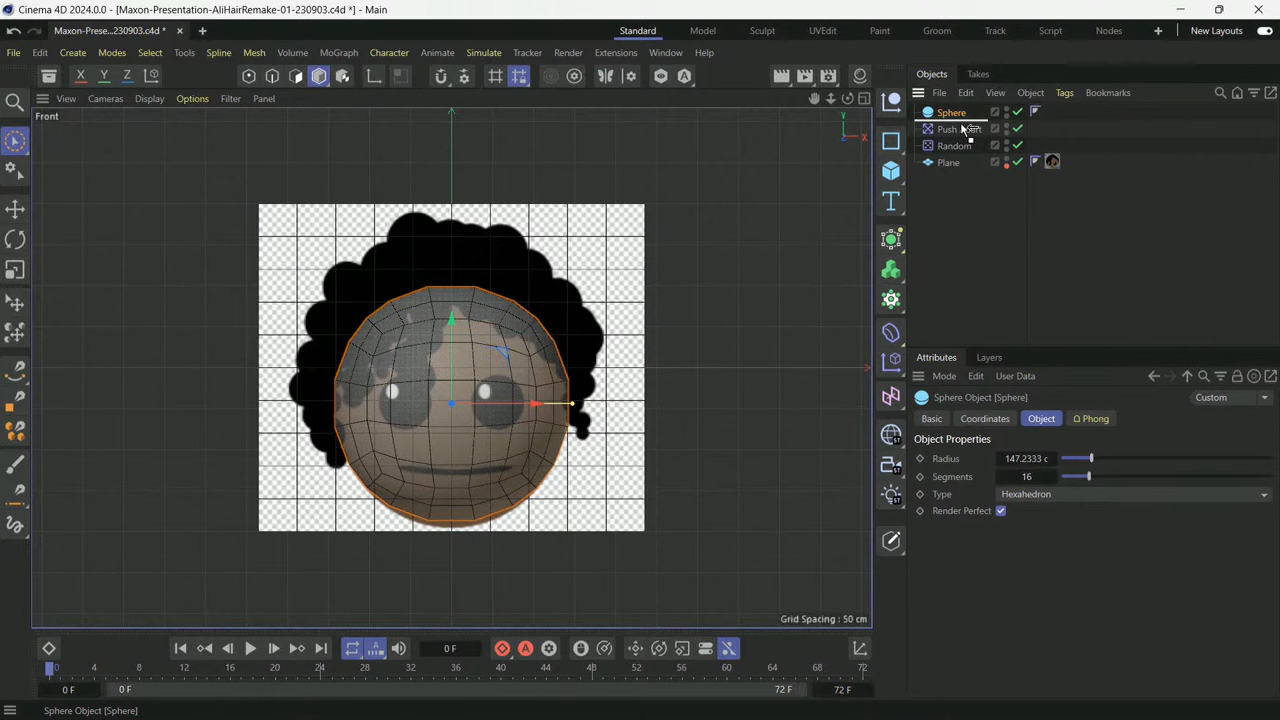 Cinema 4D 2024.0.0 - [Maxon-Presentation-AliHairRemake-01-230903.c4d *] - Main
Maxon-Prese...230903.c4d *
Standard Model Sculpt UVEdit Paint Groom Track Script Nodes New Layouts
File Edit Create Modes Select Tools Spline Mesh Volume MoGraph Character Animate Simulate Tracker Render Extensions Window Help
X Y Z
View Cameras Display Options Filter Panel
Front
Y
X
Grid Spacing : 50 cm
Objects Takes
File Edit View Object Tags Bookmarks
Sphere
Push
Random
Plane
Attributes Layers
Mode Edit User Data
Sphere Object [Sphere] Custom
Basic Coordinates Object Phong
Object Properties
Radius 147.2333 c
Segments 16
Type Hexahedron
Render Perfect
0 F
0 4 8 12 16 20 24 28 32 36 40 44 48 52 56 60 64 68 72
0 F 0 F 72 F 72 F
Sphere Object [Sphere]